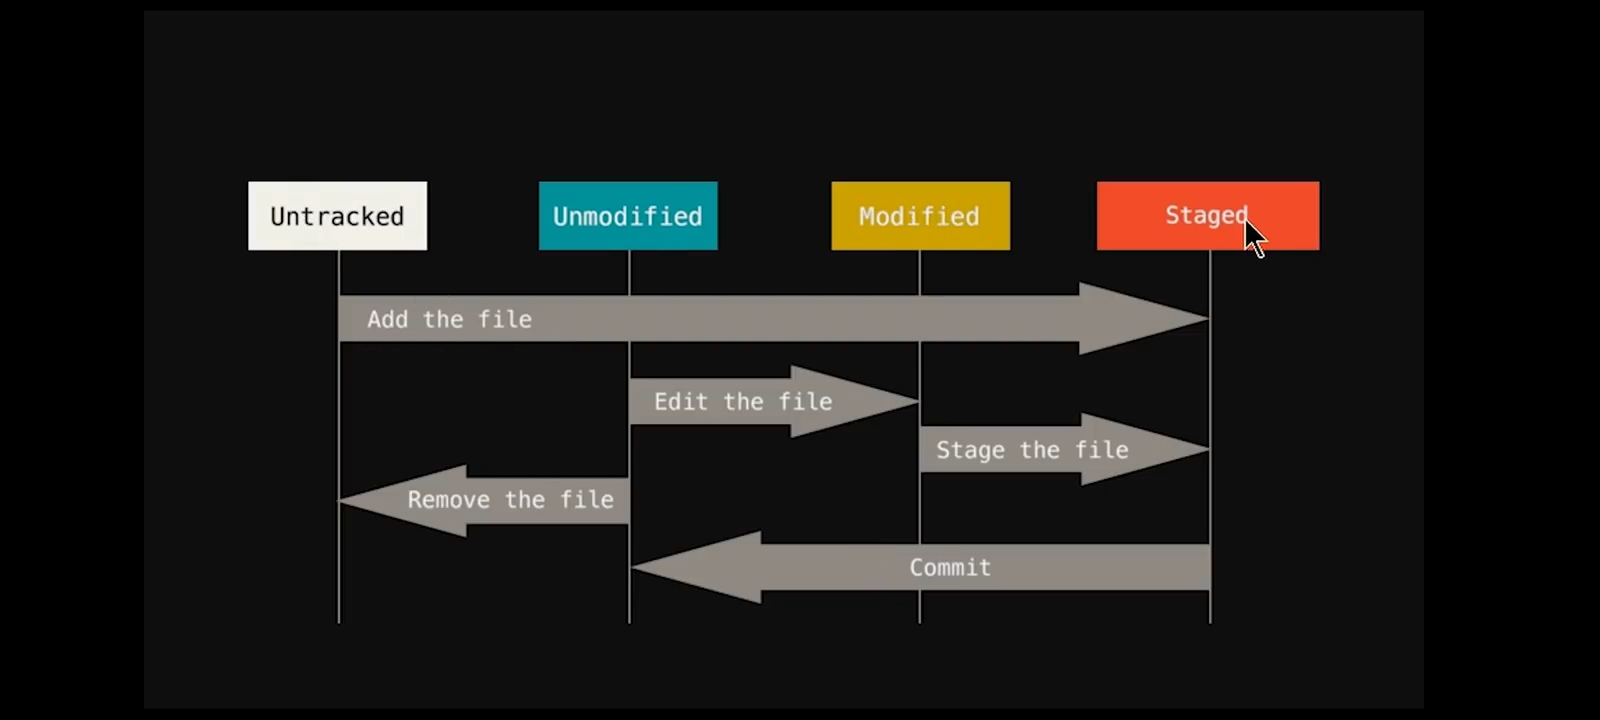 Untracked
Unmodified
Modified
Staged
Add the file
Edit the file
Stage the file
Remove the file
Commit